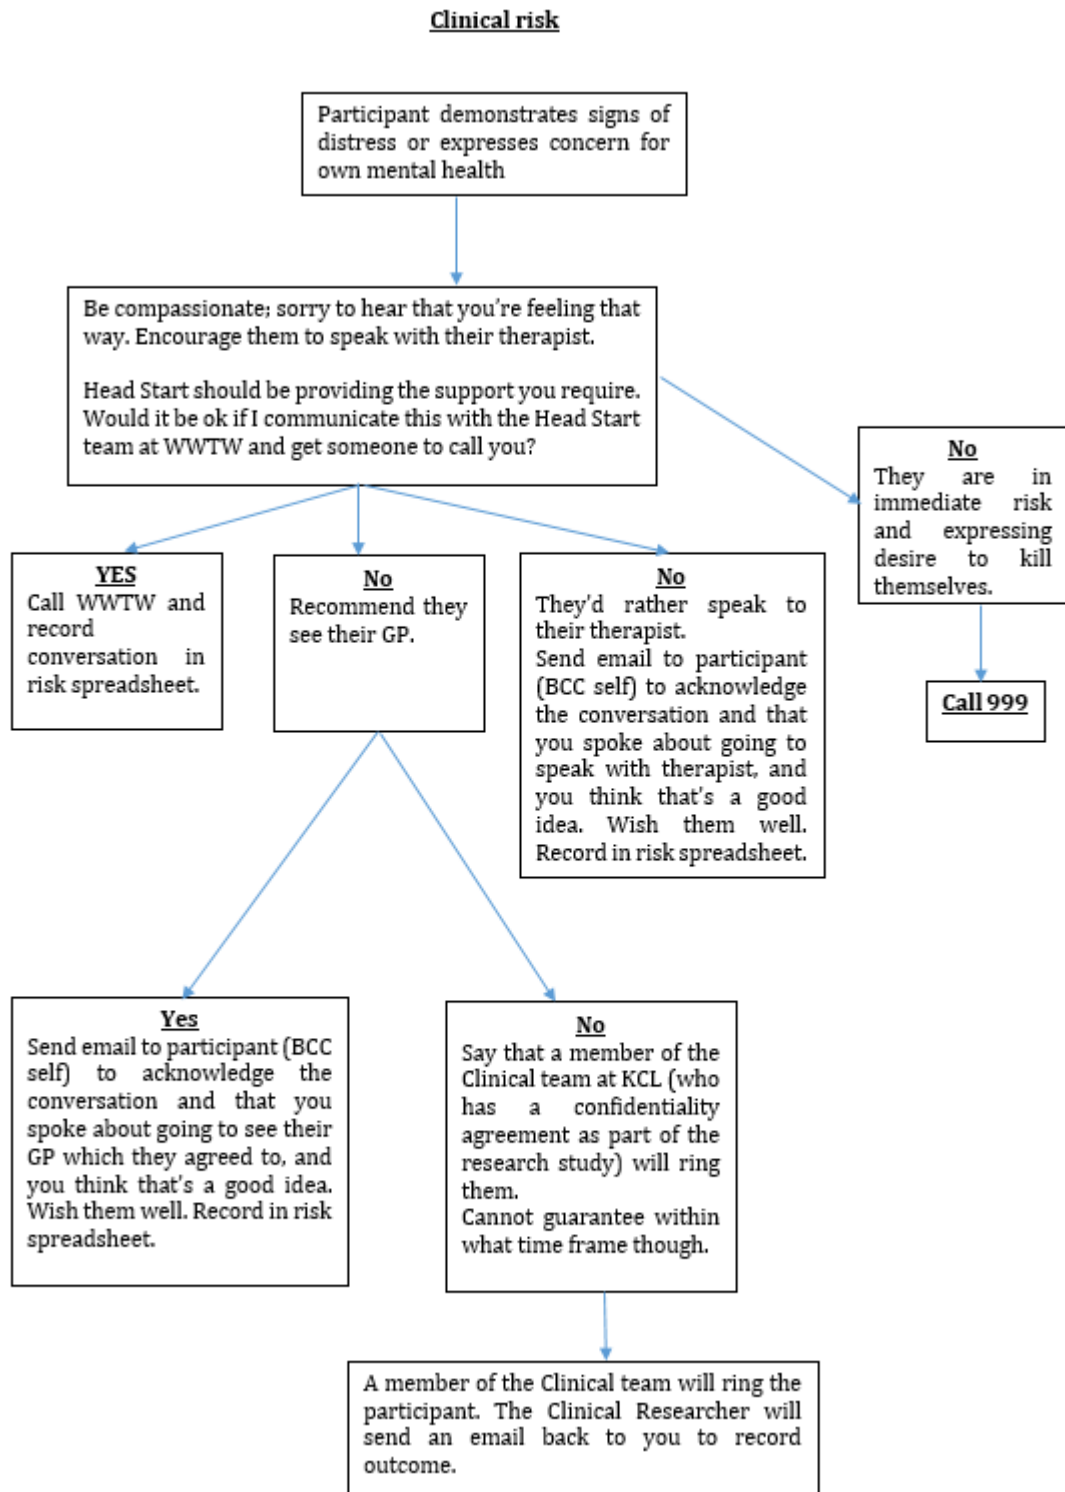 Clinical risk
Participant demonstrates signs of
distress or expresses concern for
own mental health
Be compassionate; sorry to hear that you're feeling that
way. Encourage them to speak with their therapist.
Head Start should be providing the support you require.
Would it be ok if I communicate this with the Head Start
team at WWTW and get someone to call you?
No
They are in
immediate risk
and expressing
desire to kill
themselves.
Call 999
YES
Call WWTW and
record
conversation in
risk spreadsheet.
No
Recommend they
see their GP.
No
They'd rather speak to
their therapist.
Send email to participant
(BCC self) to acknowledge
the conversation and that
you spoke about going to
speak with therapist, and
you think that's a good
idea. Wish them well.
Record in risk spreadsheet.
Yes
Send email to participant (BCC
self) to acknowledge the
conversation and that you
spoke about going to see their
GP which they agreed to, and
you think that's a good idea.
Wish them well. Record in risk
spreadsheet.
No
Say that a member of the
Clinical team at KCL (who
has a confidentiality
agreement as part of the
research study) will ring
them.
Cannot guarantee within
what time frame though.
A member of the Clinical team will ring the
participant. The Clinical Researcher will
send an email back to you to record
outcome.